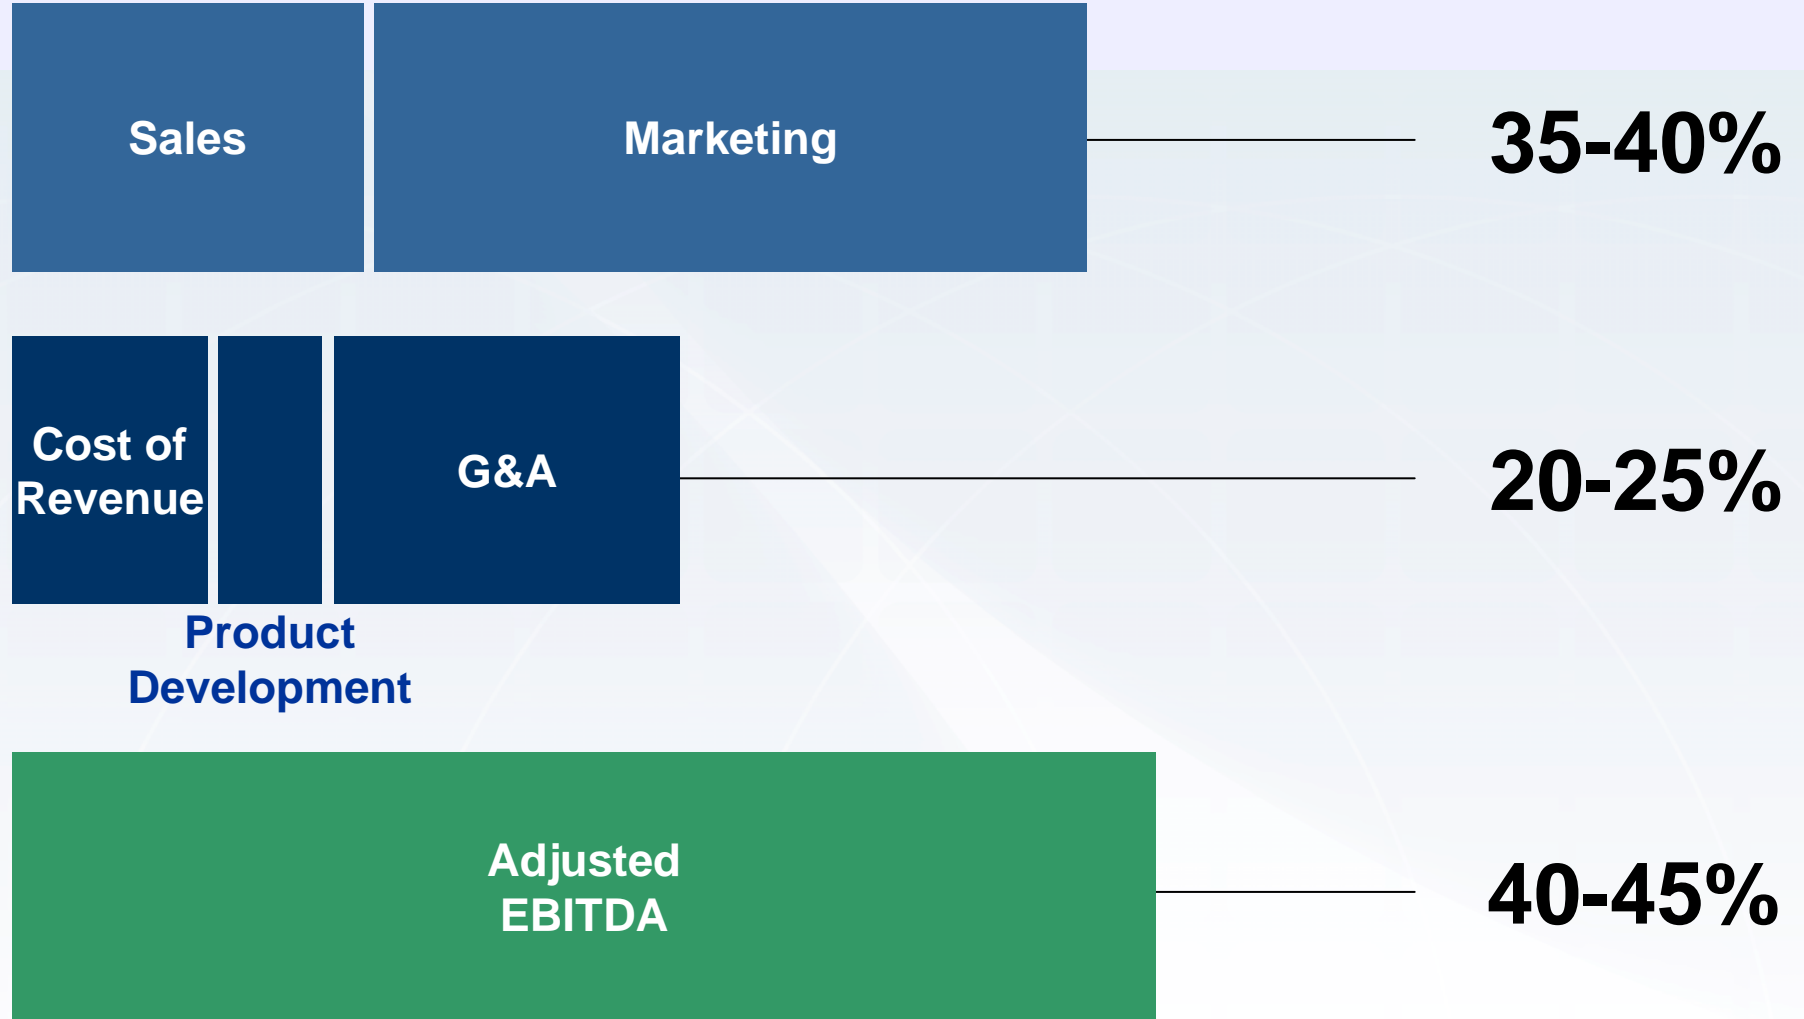 Sales
Marketing
35-40%
Cost of
Revenue
G&A
20-25%
Product
Development
Adjusted
EBITDA
40-45%